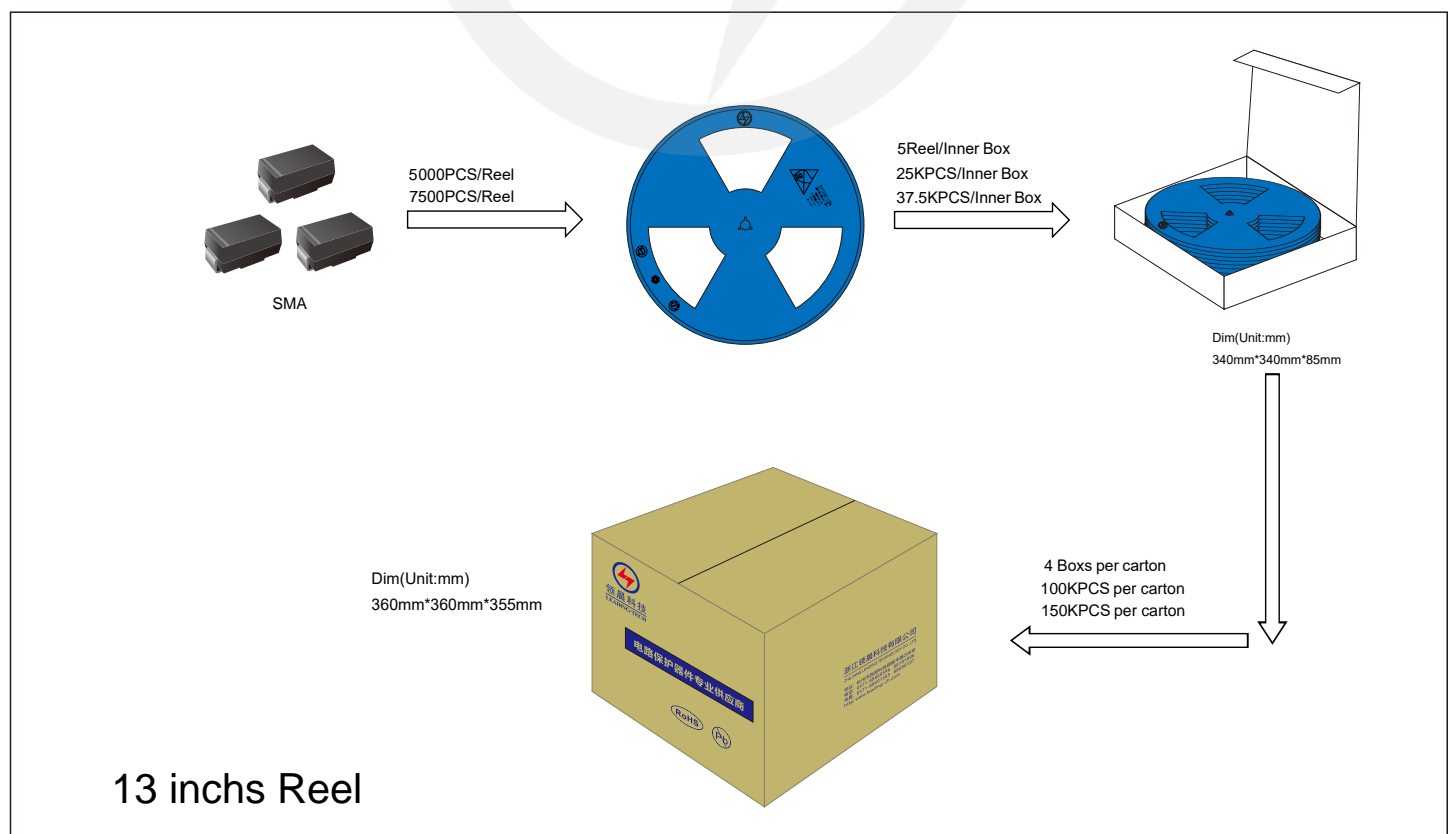 5000PCS/Reel
7500PCS/Reel
SMA
5Reel/Inner Box
25KPCS/Inner Box
37.5KPCS/Inner Box
Dim(Unit:mm)
340mm*340mm*85mm
4 Boxs per carton
100KPCS per carton
150KPCS per carton
Dim(Unit:mm)
360mm*360mm*355mm
领晨科技
LEADING-TECH
电路保护器件专业供应商
RoHS
Pb
浙江领晨科技有限公司
13 inchs Reel